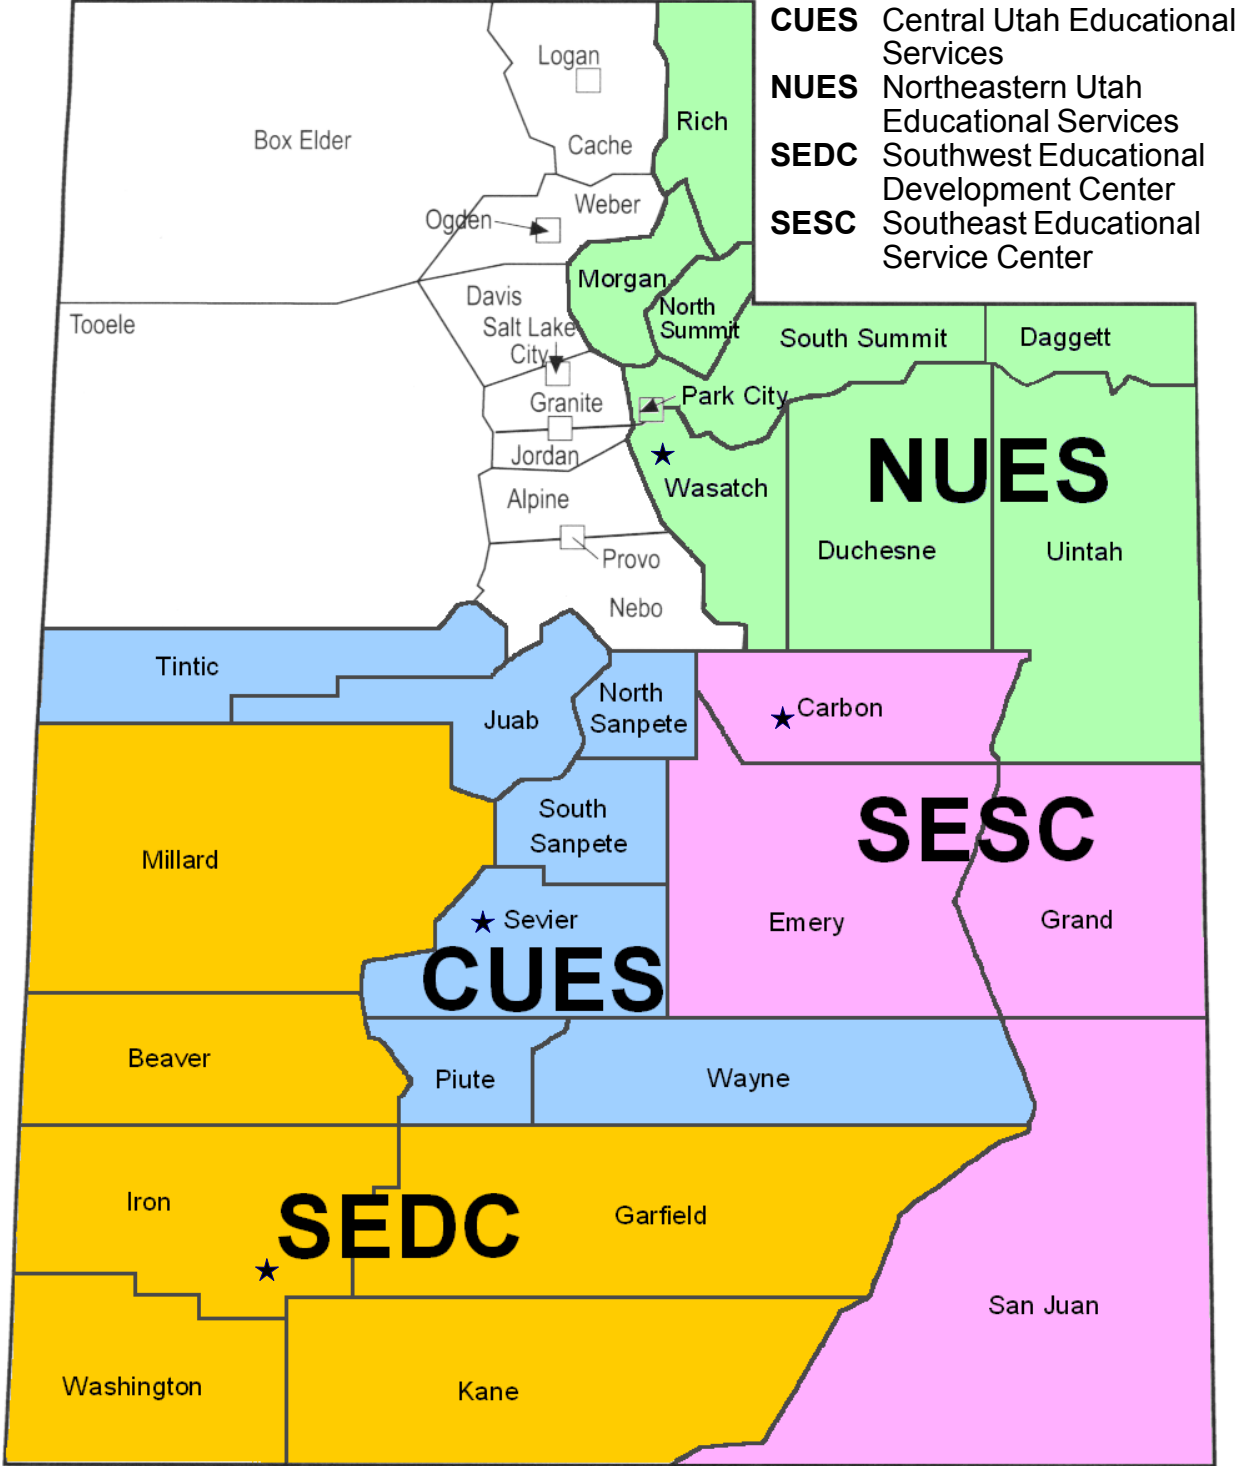 CUES Central Utah Educational
Services
NUES Northeastern Utah
Educational Services
SEDC Southwest Educational
Development Center
SESC Southeast Educational
Service Center
Logan
Rich
Box Elder
Cache
Weber
Ogden
Morgan
Davis
North
Summit
Tooele
Salt Lake
City
South Summit
Daggett
Park City
Granite
Jordan
NUES
Wasatch
Alpine
Duchesne
Uintah
Provo
Nebo
Tintic
North
Sanpete
Juab
Carbon
South
Sanpete
SESC
Millard
Sevier
Emery
Grand
CUES
Beaver
Piute
Wayne
Iron
SEDC
Garfield
San Juan
Washington
Kane